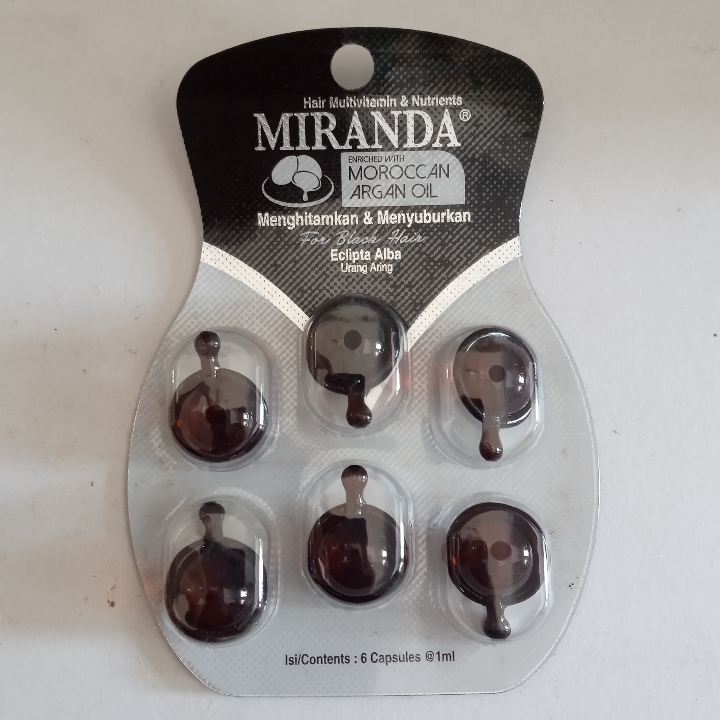 Hair Multivitamin & Nutrients
MIRANDA®
ENRICHED WITH
MOROCCAN
ARGAN OIL
Menghitamkan & Menyuburkan
For Black Hair
Eclipta Alba
Urang Aring
Isi/Contents : 6 Capsules @1ml